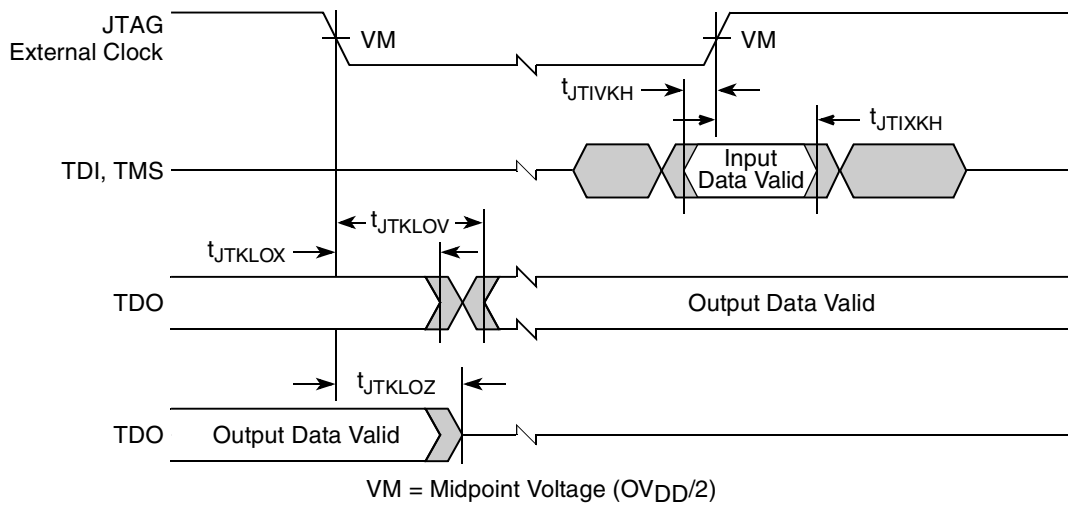 JTAG
External Clock
VM
VM
tJTIVKH
tJTIXKH
TDI, TMS
Input
Data Valid
tJTKLOV
tJTKLOX
TDO
Output Data Valid
tJTKLOZ
TDO
Output Data Valid
VM = Midpoint Voltage (OVDD/2)